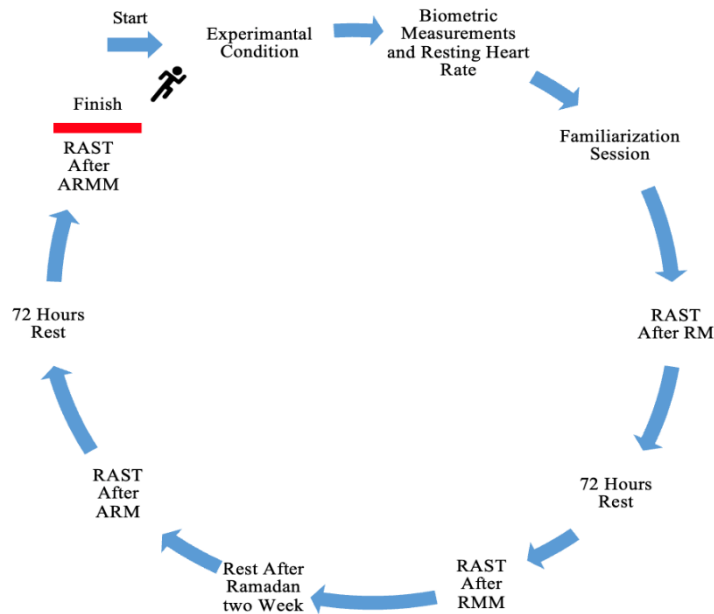 Start
Experimantal
Condition
Biometric
Measurements
and Resting Heart
Rate
Familiarization
Session
RAST
After RM
72 Hours
Rest
RAST
After
RMM
Rest After
Ramadan
two Week
RAST
After
ARM
72 Hours
Rest
RAST
After
ARMM
Finish